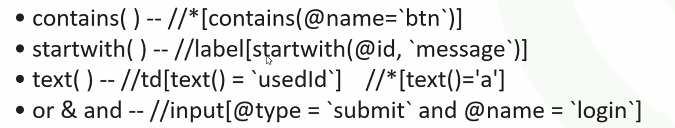 • contains( ) -- //*[contains(@name=`btn`)]
• startwith( ) -- //label[startwith(@id, `message`)]
• text( ) -- //td[text() = `usedId`]    //*[text()='a']
• or & and -- //input[@type = `submit` and @name = `login`]